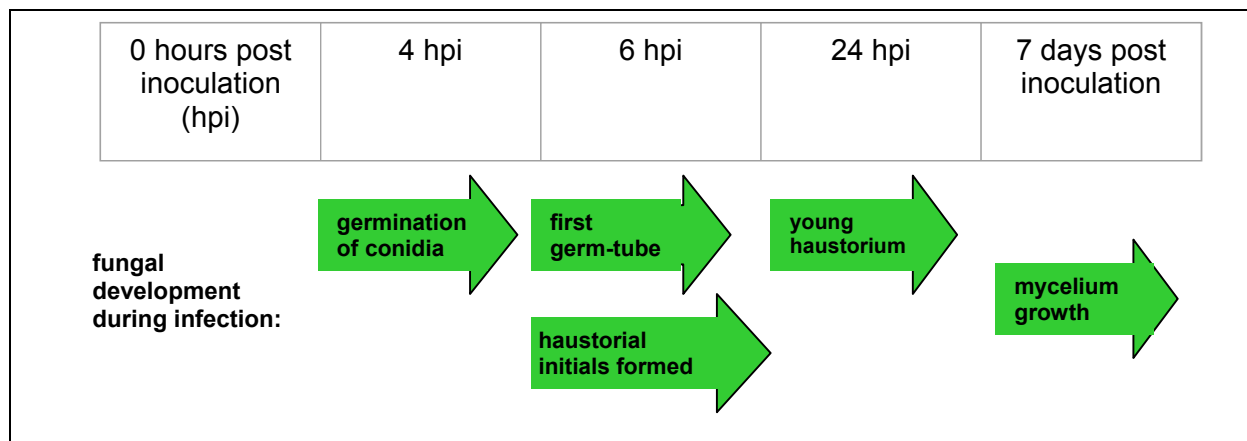 0 hours post
inoculation
(hpi)
4 hpi
6 hpi
24 hpi
7 days post
inoculation
fungal
development
during infection:
germination
of conidia
first
germ-tube
haustorial
initials formed
young
haustorium
mycelium
growth